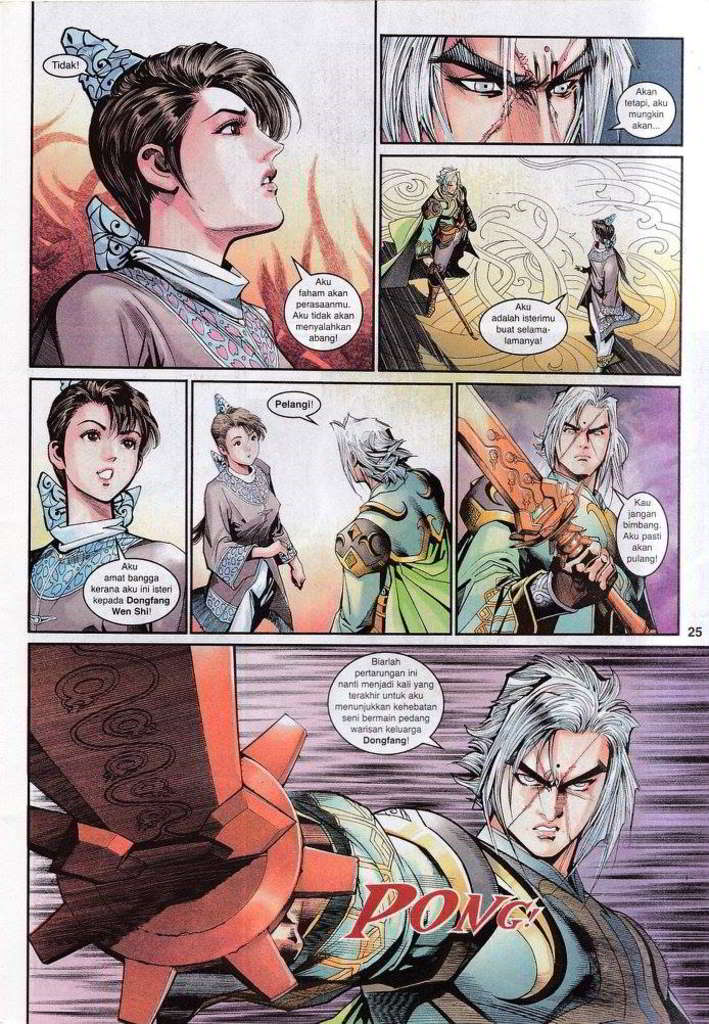 Tidak!
Aku
faham akan
perasaanmu.
Aku tidak akan
menyalahkan
abang!
Akan
tetapi, aku
mungkin
akan...
Aku
adalah isterimu
buat selama-
lamanya!
Aku
amat bangga
kerana aku isteri
kepada Dongfang
Wen Shi!
Pelangi!
Kau
jangan
bimbang.
Aku pasti
akan
pulang!
25
Biarlah
pertarungan ini
nanti menjadi kali yang
terakhir untuk aku
menunjukkan kehebatan
seni bermain pedang
warisan keluarga
Dongfang!
PONG!